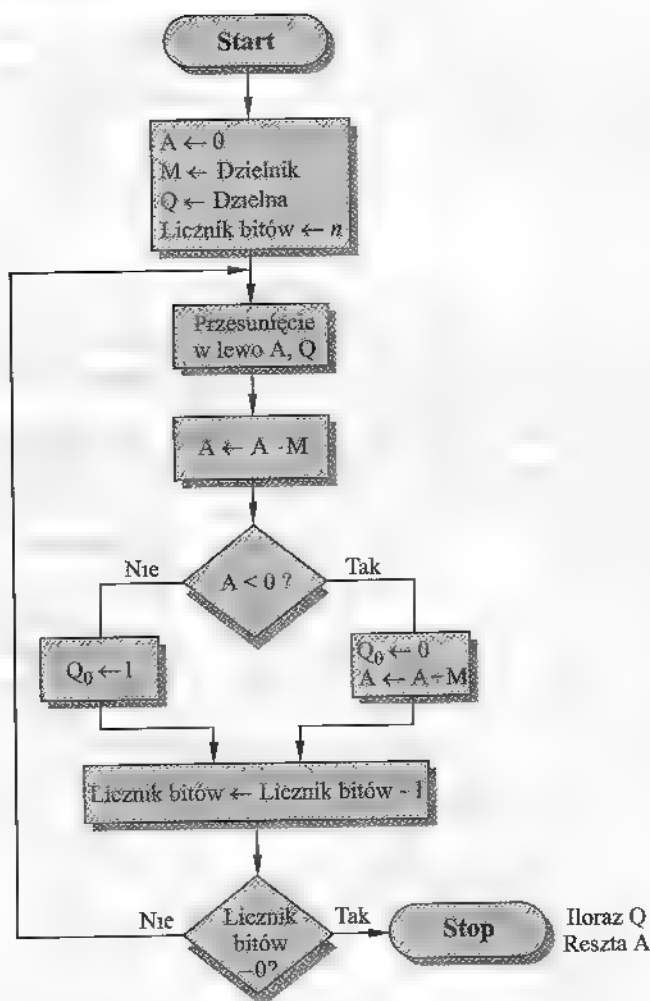 Start
A ← 0
M ← Dzielnik
Q ← Dzielna
Licznik bitów ← n
Przesunięcie
w lewo A, Q
A ← A - M
A < 0 ?
Nie
Tak
Q₀ ← 1
Q₀ ← 0
A ← A + M
Licznik bitów ← Licznik bitów - 1
Licznik
bitów
=0?
Nie
Tak
Stop
Iloraz Q
Reszta A